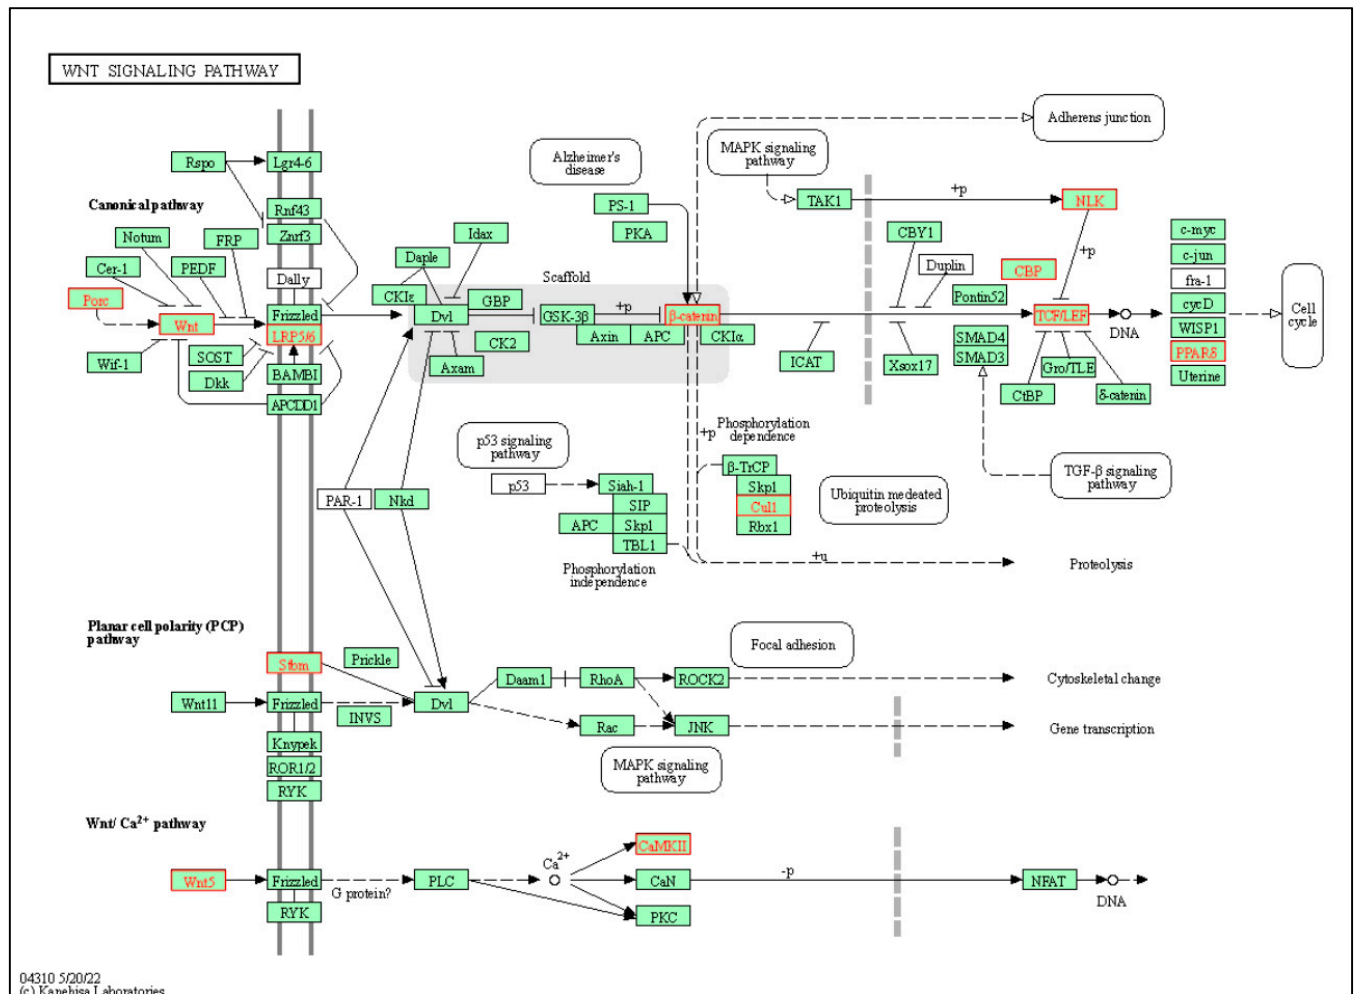 WNT SIGNALING PATHWAY
Adherens junction
Alzheimer's
disease
MAPK signaling
pathway
Rspo
Lgr4-6
Canonical pathway
Rnf43
Znrf3
Notum
FRP
Cer-1
PEDF
Dally
Porc
Wnt
Frizzled
LRP5/6
Wif-1
SOST
Dkk
BAMBI
APCDD1
Idax
Daple
CKIε
Dvl
GBP
CK2
Axam
Scaffold
GSK-3β
+p
Axin
APC
β-catenin
CKIα
PS-1
PKA
TAK1
+p
NLK
+p
CBY1
Duplin
CBP
Pontin52
TCF/LEF
DNA
SMAD4
SMAD3
Gro/TLE
CtBP
δ-catenin
ICAT
Xsox17
c-myc
c-jun
fra-1
cycD
WISP1
PPARδ
Uterine
Cell
cycle
p53 signaling
pathway
p53
Siah-1
SIP
APC
Skp1
TBL1
Phosphorylation
independence
+p
Phosphorylation
dependence
β-TrCP
Skp1
Cul1
Rbx1
Ubiquitin medeated
proteolysis
TGF-β signaling
pathway
+u
Proteolysis
PAR-1
Nkd
Planar cell polarity (PCP)
pathway
Stbm
Prickle
Wnt11
Frizzled
INVS
Dvl
Knypek
ROR1/2
RYK
Daam1
RhoA
ROCK2
Focal adhesion
Cytoskeletal change
Rac
JNK
Gene transcription
MAPK signaling
pathway
Wnt/ Ca2+ pathway
Wnt5
Frizzled
RYK
G protein?
PLC
Ca2+
CaMKII
CaN
PKC
-p
NFAT
DNA
04310 5/20/22
(c) Kanehisa Laboratories